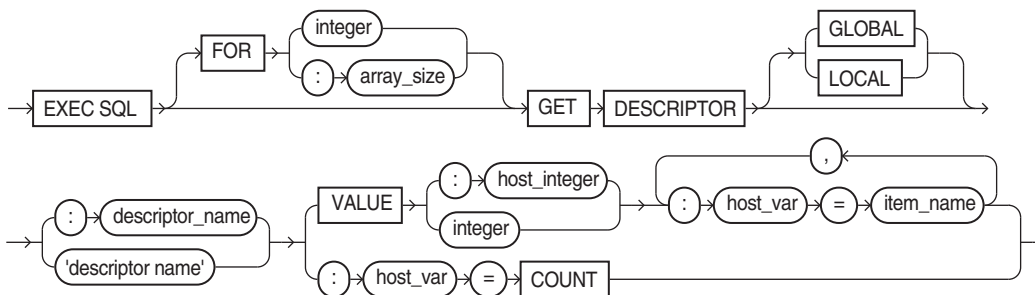 integer GLOBAL
FOR : array_size LOCAL
EXEC SQL GET DESCRIPTOR
,
: descriptor_name VALUE : host_integer : host_var = item_name
'descriptor name' integer
: host_var = COUNT